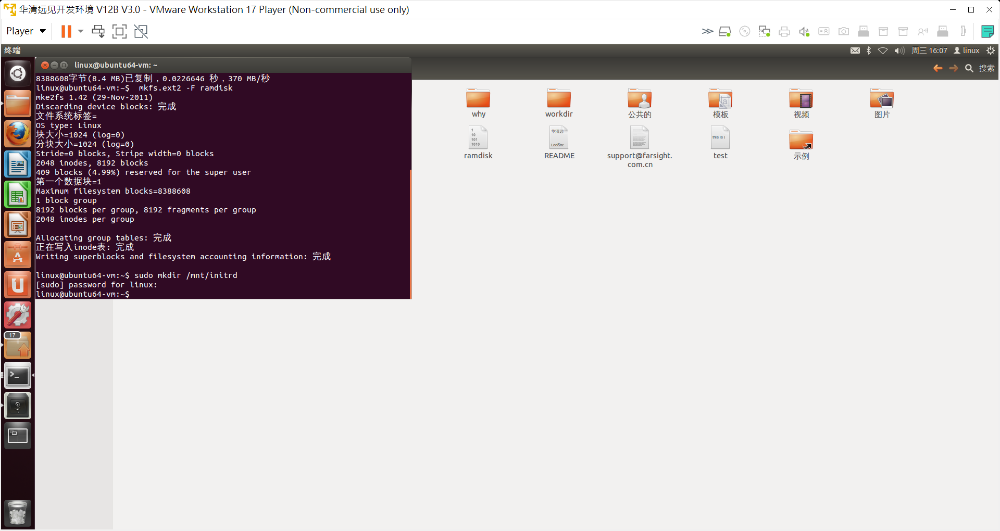 华清远见开发环境 V12B V3.0 - VMware Workstation 17 Player (Non-commercial use only)
Player
终端
周三 16:07
linux
linux@ubuntu64-vm: ~
搜索
8388608字节(8.4 MB)已复制，0.0226646 秒，370 MB/秒
linux@ubuntu64-vm:~$  mkfs.ext2 -F ramdisk
mke2fs 1.42 (29-Nov-2011)
Discarding device blocks: 完成
文件系统标签=
OS type: Linux
块大小=1024 (log=0)
分块大小=1024 (log=0)
Stride=0 blocks, Stripe width=0 blocks
2048 inodes, 8192 blocks
409 blocks (4.99%) reserved for the super user
第一个数据块=1
Maximum filesystem blocks=8388608
1 block group
8192 blocks per group, 8192 fragments per group
2048 inodes per group
Allocating group tables: 完成
正在写入inode表: 完成
Writing superblocks and filesystem accounting information: 完成
linux@ubuntu64-vm:~$ sudo mkdir /mnt/initrd
[sudo] password for linux:
linux@ubuntu64-vm:~$
why
workdir
公共的
模板
视频
图片
1
10
101
1010
ramdisk
华清远
LeeShe
README
support@farsight.
com.cn
this is a
test
示例
17